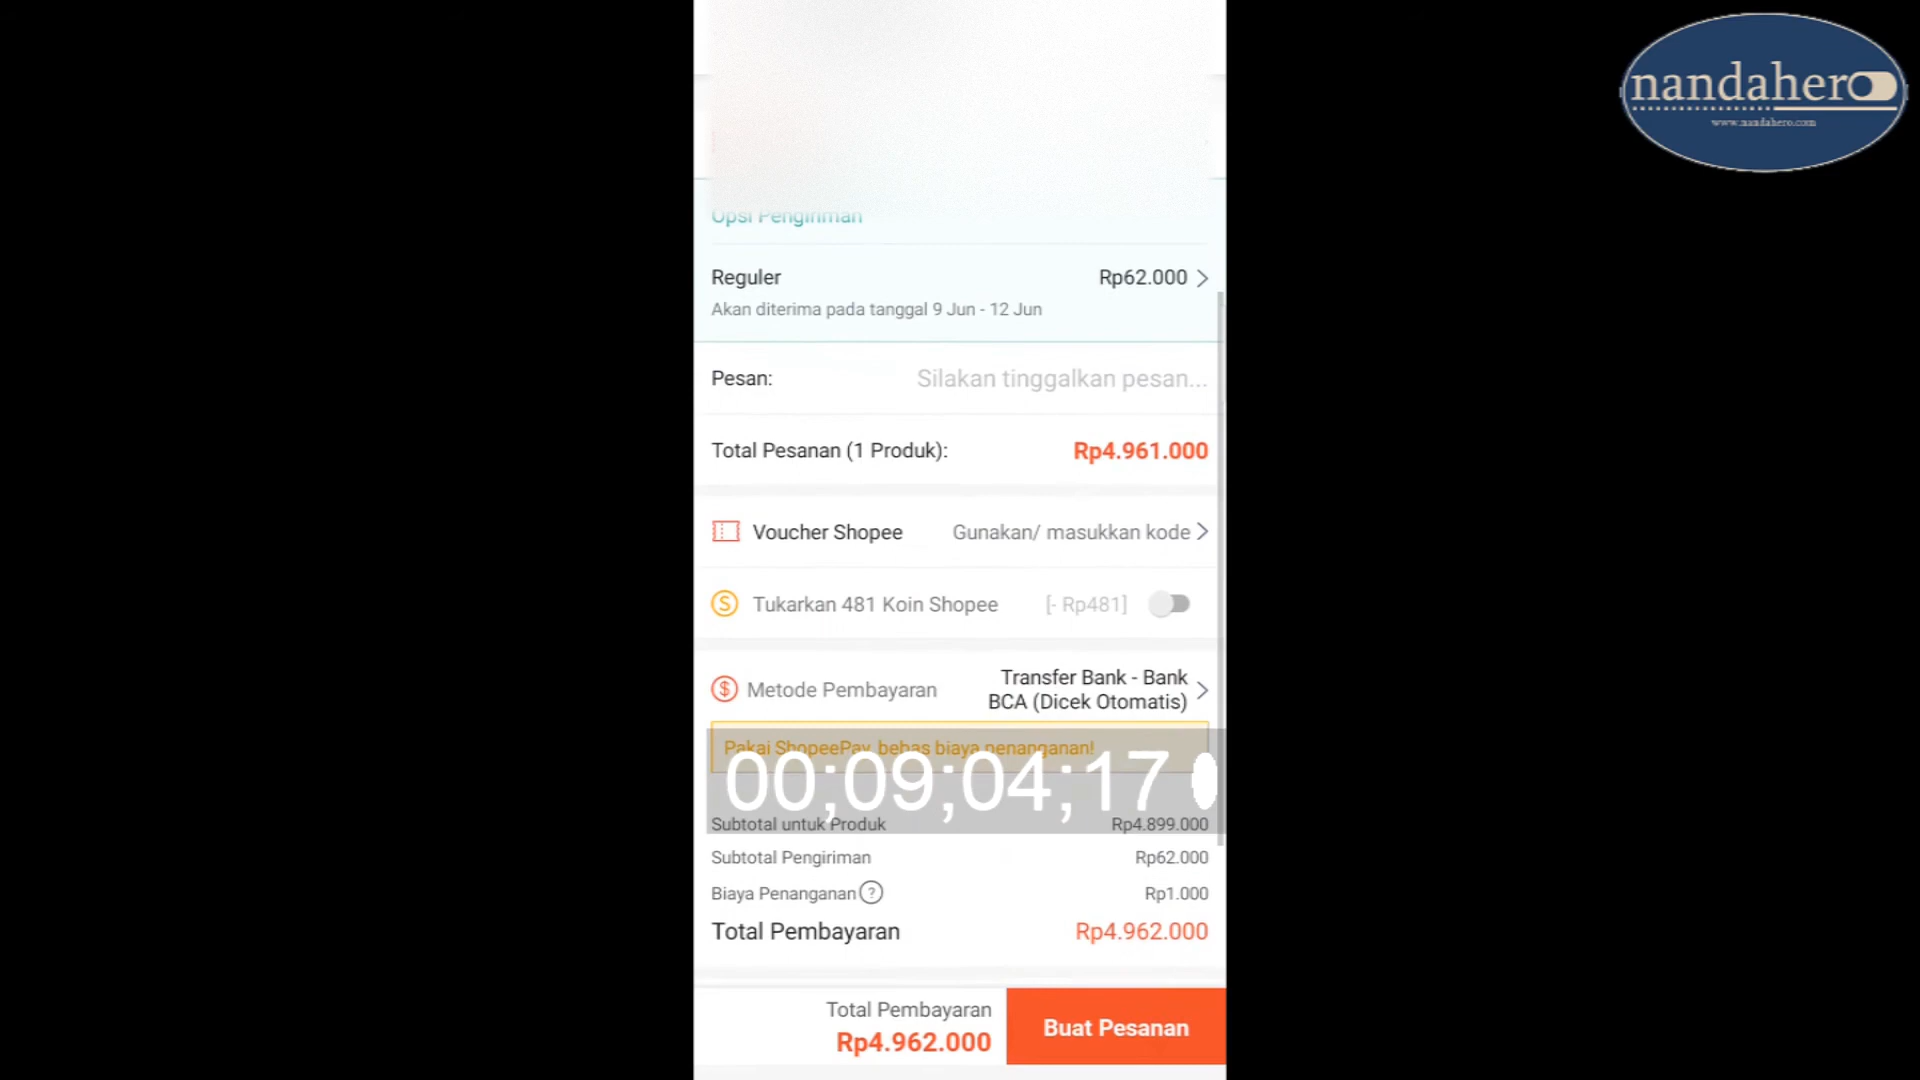 nandahero
www.nandahero.com
Opsi Pengiriman
Reguler Rp62.000
Akan diterima pada tanggal 9 Jun - 12 Jun
Pesan: Silakan tinggalkan pesan...
Total Pesanan (1 Produk): Rp4.961.000
Voucher Shopee Gunakan/ masukkan kode
Tukarkan 481 Koin Shopee [- Rp481]
Metode Pembayaran Transfer Bank - Bank
BCA (Dicek Otomatis)
Pakai ShopeePay, bebas biaya penanganan!
00;09;04;17
Subtotal untuk Produk Rp4.899.000
Subtotal Pengiriman Rp62.000
Biaya Penanganan ? Rp1.000
Total Pembayaran Rp4.962.000
Total Pembayaran
Rp4.962.000
Buat Pesanan